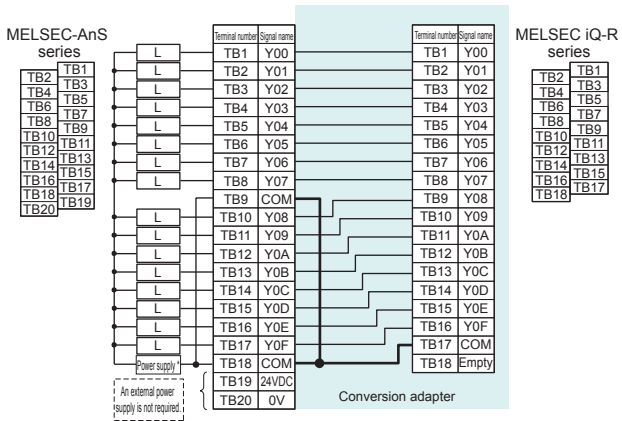 MELSEC-AnS
series
TB1
TB2
TB3
TB4
TB5
TB6
TB7
TB8
TB9
TB10
TB11
TB12
TB13
TB14
TB15
TB16
TB17
TB18
TB19
TB20
Terminal number Signal name
L TB1 Y00
L TB2 Y01
L TB3 Y02
L TB4 Y03
L TB5 Y04
L TB6 Y05
L TB7 Y06
L TB8 Y07
TB9 COM
L TB10 Y08
L TB11 Y09
L TB12 Y0A
L TB13 Y0B
L TB14 Y0C
L TB15 Y0D
L TB16 Y0E
L TB17 Y0F
Power supply * TB18 COM
TB19 24VDC
TB20 0V
An external power
supply is not required.
Terminal number Signal name
TB1 Y00
TB2 Y01
TB3 Y02
TB4 Y03
TB5 Y04
TB6 Y05
TB7 Y06
TB8 Y07
TB9 Y08
TB10 Y09
TB11 Y0A
TB12 Y0B
TB13 Y0C
TB14 Y0D
TB15 Y0E
TB16 Y0F
TB17 COM
TB18 Empty
Conversion adapter
MELSEC iQ-R
series
TB1
TB2
TB3
TB4
TB5
TB6
TB7
TB8
TB9
TB10
TB11
TB12
TB13
TB14
TB15
TB16
TB17
TB18